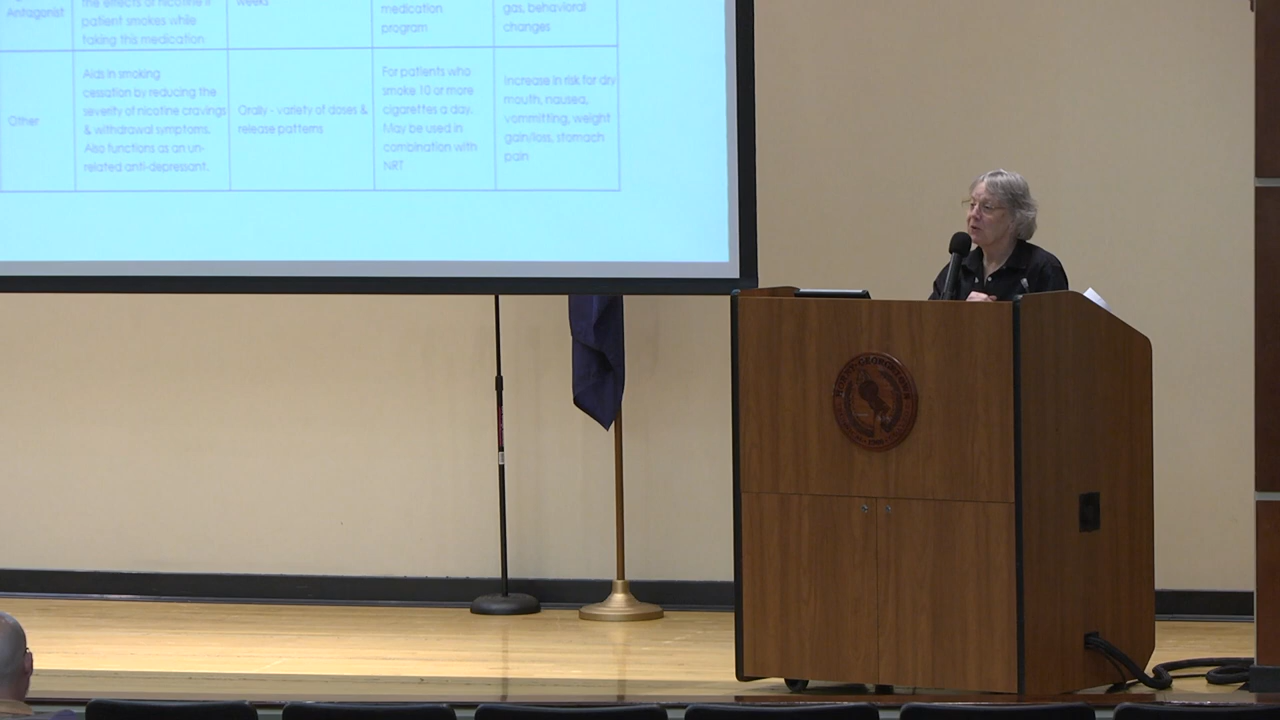 the effects of nicotine if
patient smokes while
taking this medication
Antagonist
weeks
medication
program
gas, behavioral
changes
Other
Aids in smoking
cessation by reducing the
severity of nicotine cravings
& withdrawal symptoms.
Also functions as an un-
related anti-depressant.
Orally - variety of doses &
release patterns
For patients who
smoke 10 or more
cigarettes a day.
May be used in
combination with
NRT
Increase in risk for dry
mouth, nausea,
vommitting, weight
gain/loss, stomach
pain